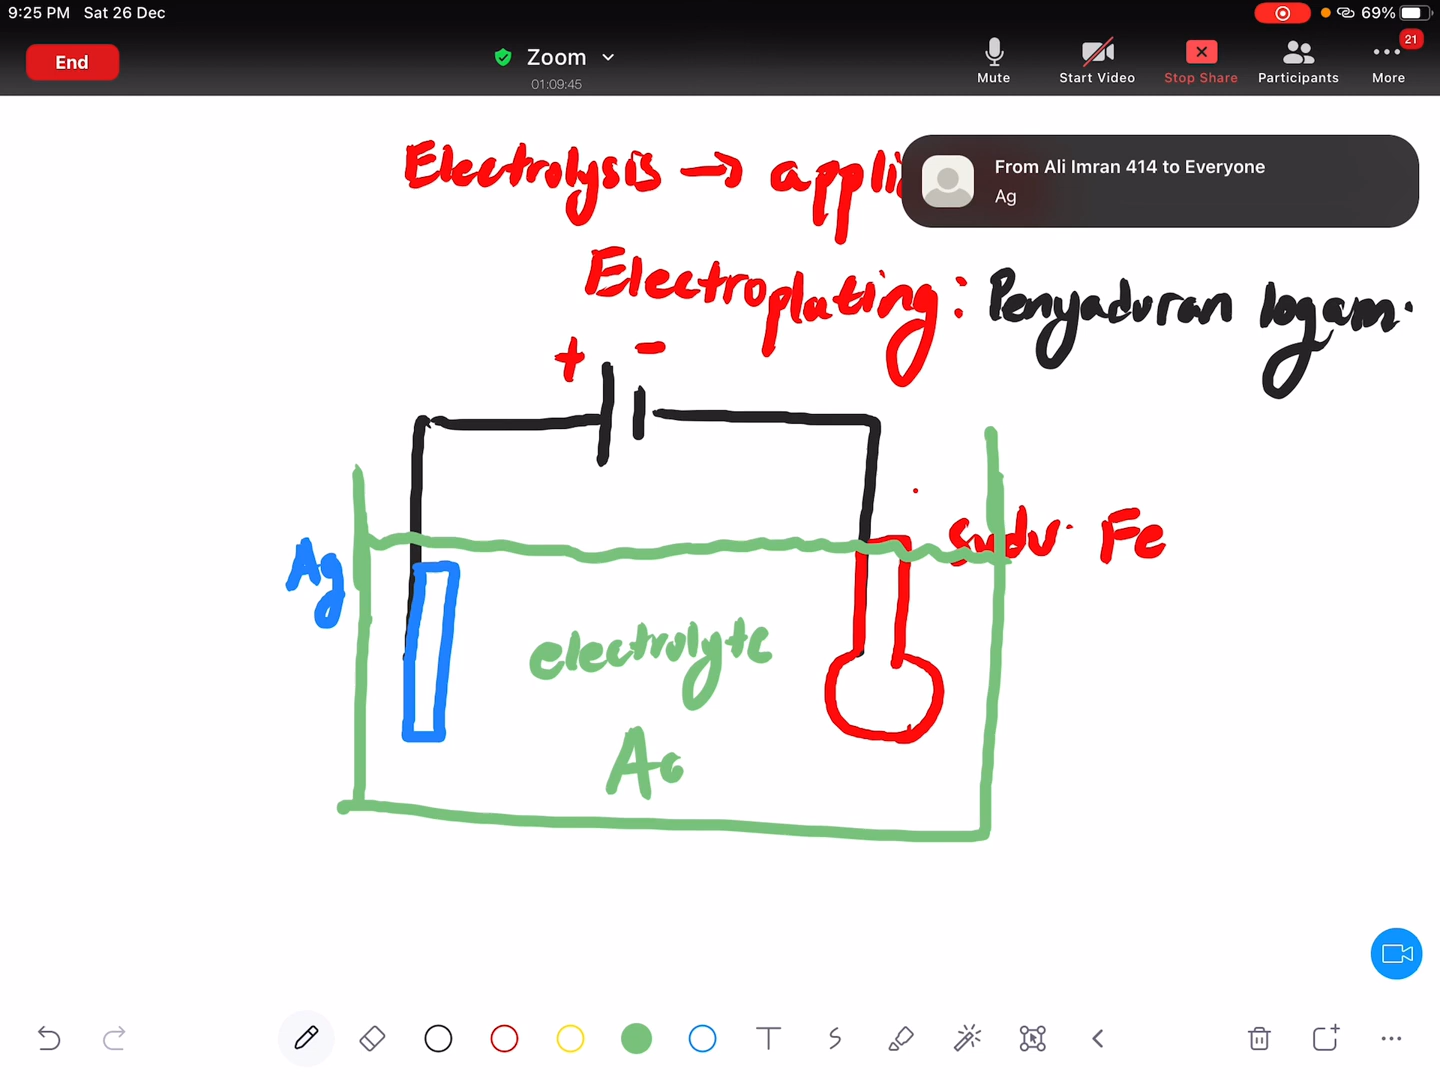 9:25 PM Sat 26 Dec
69%
End
Zoom
01:09:45
Mute
Start Video
Stop Share
Participants
21
More
Electrolysis → appli
From Ali Imran 414 to Everyone
Ag
Electroplating : Penyaduran logam.
+ -
Sudu: Fe
Ag
electrolyte
T